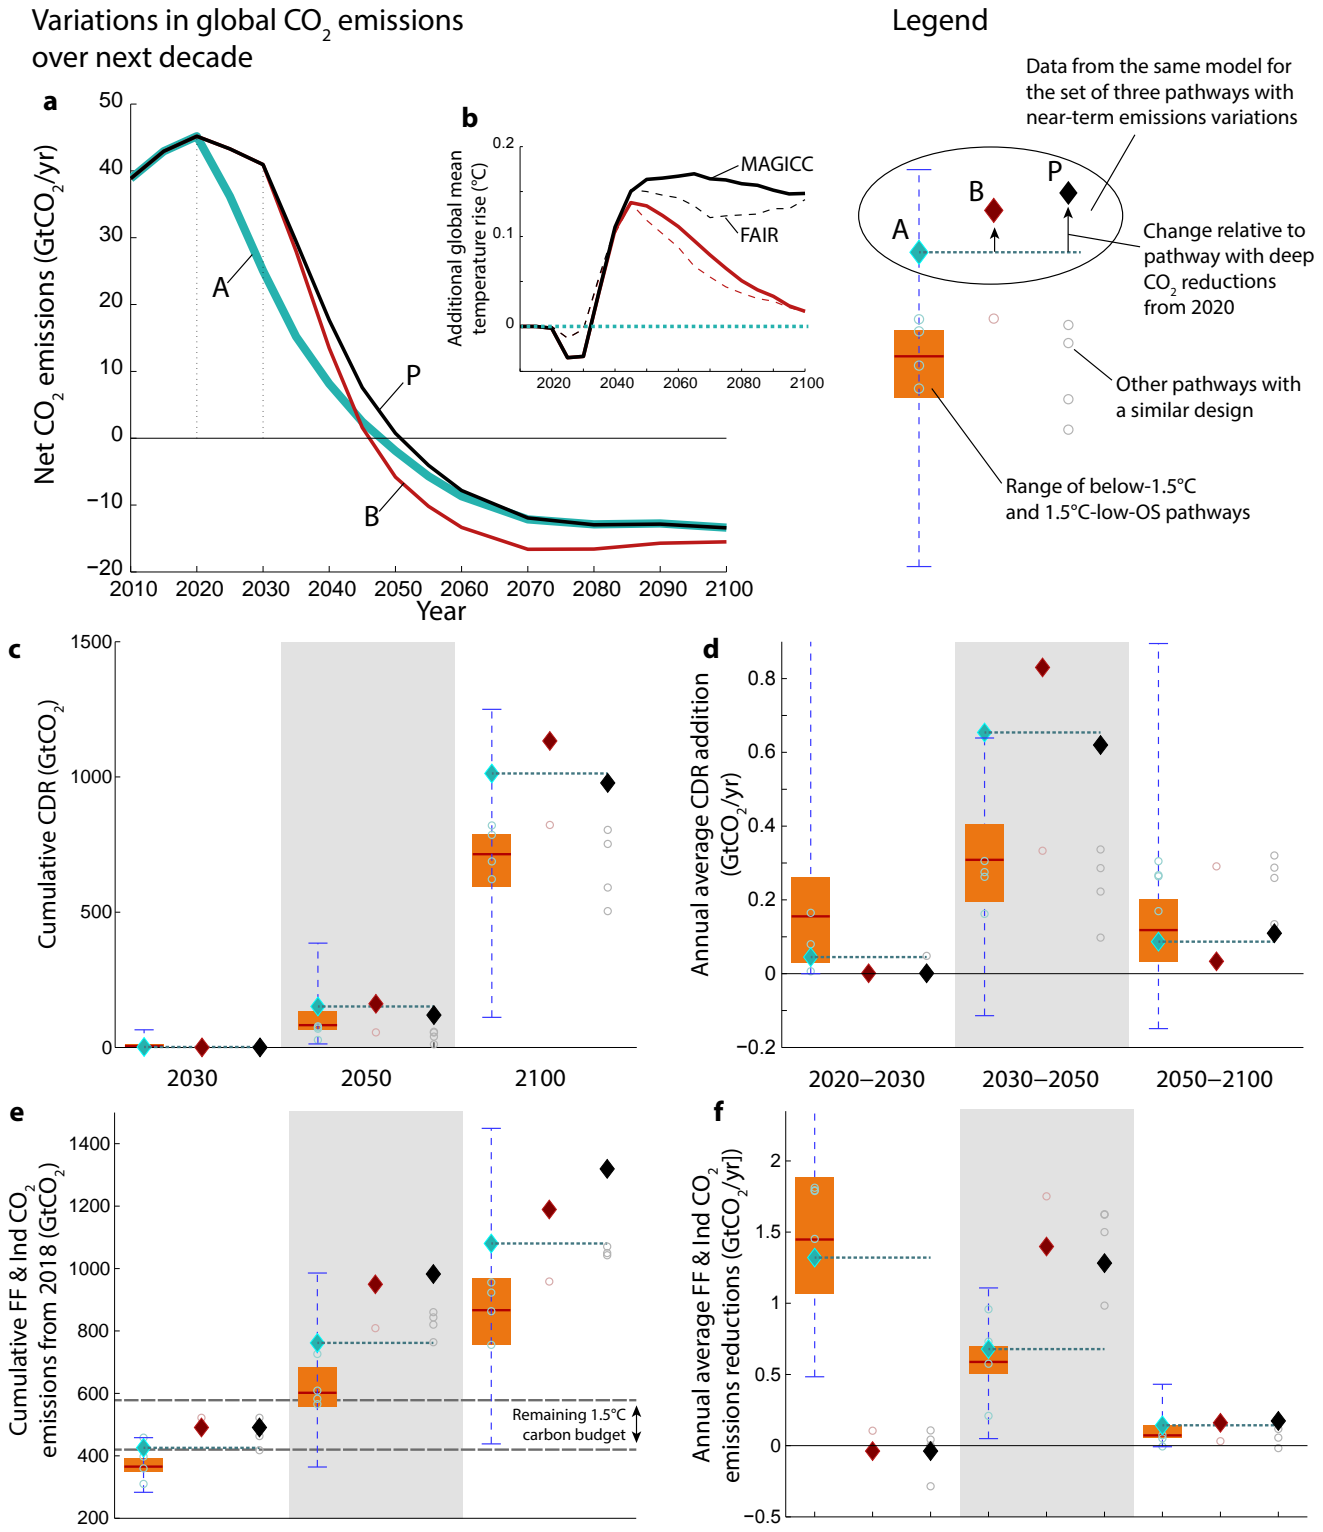 Variations in global CO₂ emissions
over next decade
Legend
a
Net CO₂ emissions (GtCO₂/yr)
50
40
30
20
10
0
−10
−20
2010
2020
2030
2040
2050
2060
2070
2080
2090
2100
Year
A
P
B
b
Additional global mean
temperature rise (°C)
0.2
0.1
0
2020
2040
2060
2080
2100
MAGICC
FAIR
Data from the same model for
the set of three pathways with
near-term emissions variations
A
B
P
Change relative to
pathway with deep
CO₂ reductions
from 2020
Other pathways with
a similar design
Range of below-1.5°C
and 1.5°C-low-OS pathways
c
Cumulative CDR (GtCO₂)
1500
1000
500
0
2030
2050
2100
d
Annual average CDR addition
(GtCO₂/yr)
0.8
0.6
0.4
0.2
0
−0.2
2020−2030
2030−2050
2050−2100
e
Cumulative FF & Ind CO₂
emissions from 2018 (GtCO₂)
1400
1200
1000
800
600
400
200
Remaining 1.5°C
carbon budget
f
Annual average FF & Ind CO₂
emissions reductions (GtCO₂/yr])
2
1.5
1
0.5
0
−0.5